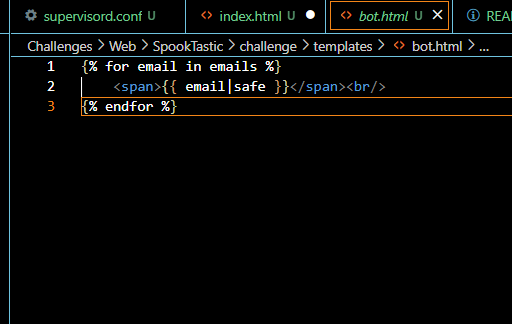 supervisord.conf U index.html U bot.html U REA
Challenges > Web > SpookTastic > challenge > templates > bot.html > ...
1 {% for email in emails %}
2 <span>{{ email|safe }}</span><br/>
3 {% endfor %}